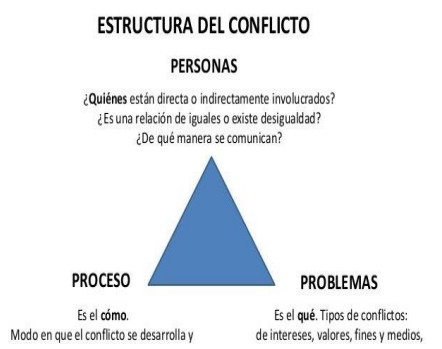 ESTRUCTURA DEL CONFLICTO
PERSONAS
¿Quiénes están directa o indirectamente involucrados?
¿Es una relación de iguales o existe desigualdad?
¿De qué manera se comunican?
PROCESO
Es el cómo.
Modo en que el conflicto se desarrolla y
PROBLEMAS
Es el qué. Tipos de conflictos:
de intereses, valores, fines y medios,